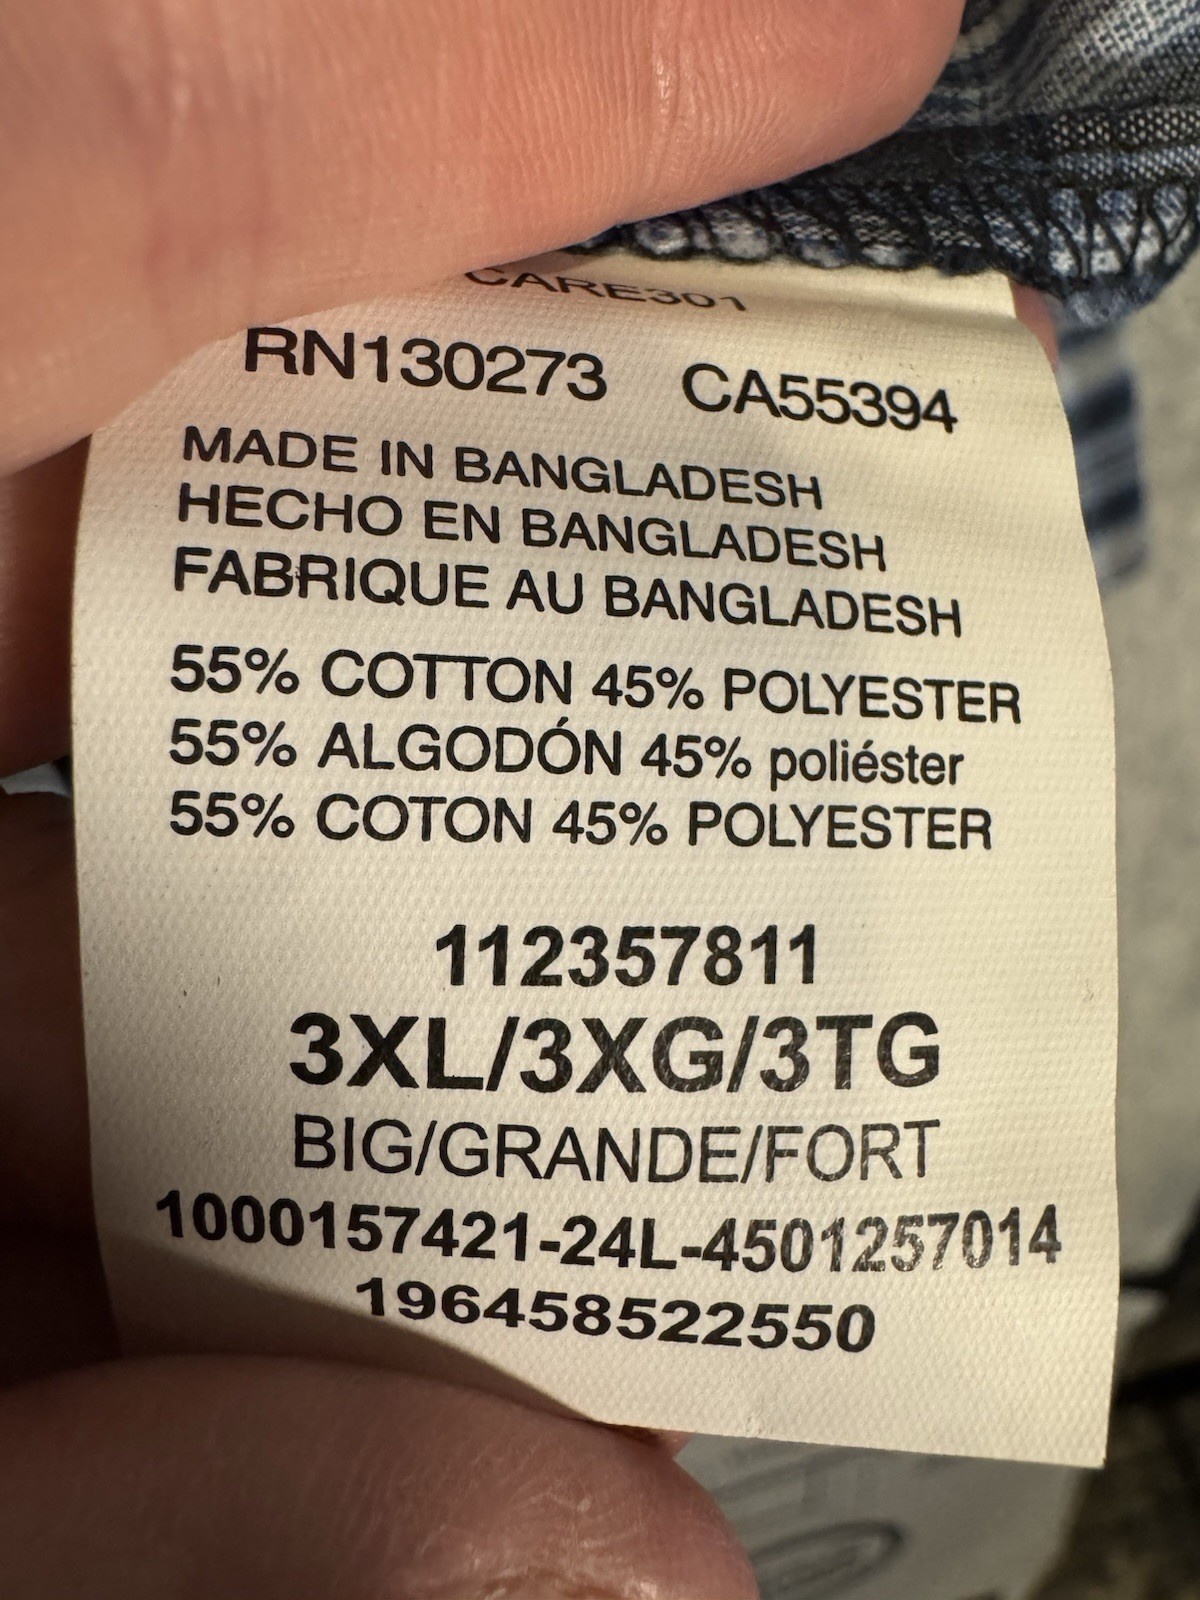 CARE301
RN130273 CA55394
MADE IN BANGLADESH
HECHO EN BANGLADESH
FABRIQUE AU BANGLADESH
55% COTTON 45% POLYESTER
55% ALGODÓN 45% poliéster
55% COTON 45% POLYESTER
112357811
3XL/3XG/3TG
BIG/GRANDE/FORT
1000157421-24L-4501257014
196458522550